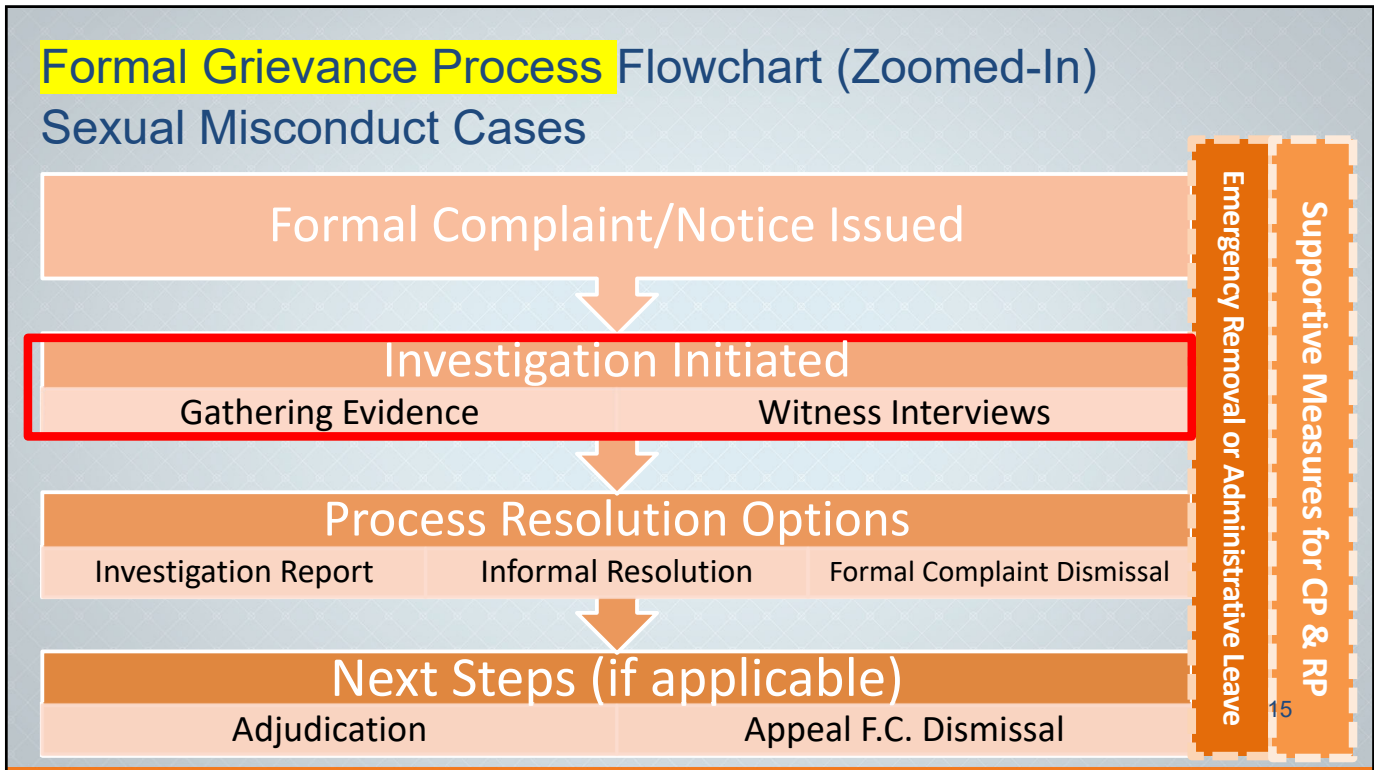 Formal Grievance Process Flowchart (Zoomed-In)
Sexual Misconduct Cases
Formal Complaint/Notice Issued
Investigation Initiated
Gathering Evidence
Witness Interviews
Process Resolution Options
Investigation Report
Informal Resolution
Formal Complaint Dismissal
Next Steps (if applicable)
Adjudication
Appeal F.C. Dismissal
Emergency Removal or Administrative Leave
Supportive Measures for CP & RP
15